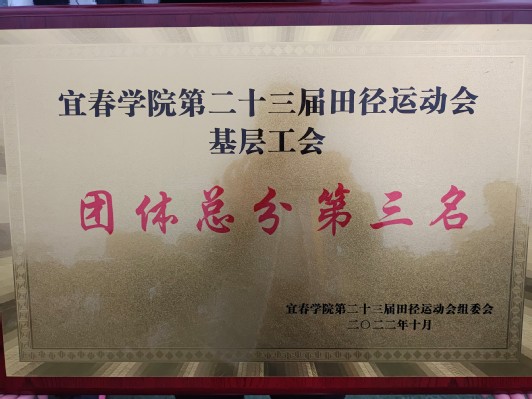 宜春学院第二十三届田径运动会
基层工会
团体总分第三名
宜春学院第二十三届田径运动会组委会
二〇二二年十月